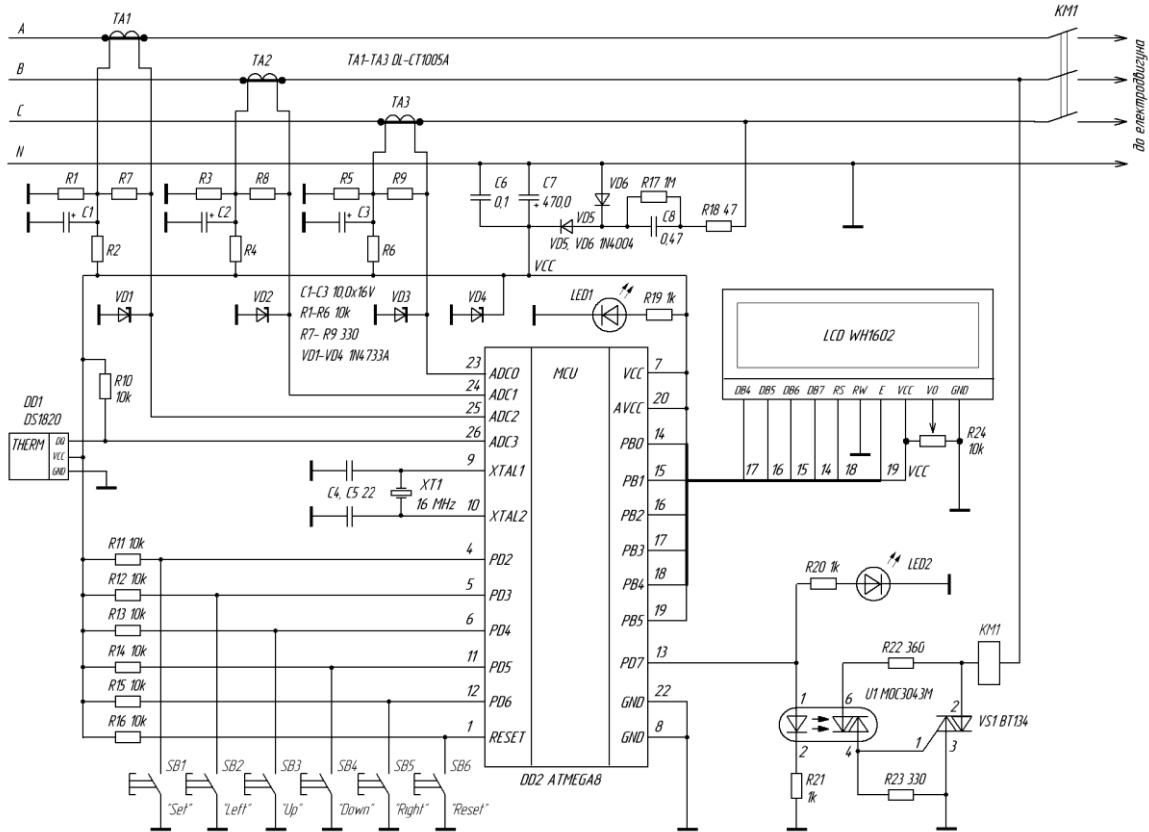 TA1
KM1
A
TA2
TA1-TA3 DL-CT1005A
B
TA3
C
до електродвигуна
N
R1
R7
R3
R8
R5
R9
C6
0,1
C7
+ 470,0
VD6
R17 1M
C8
0,47
R18 47
+ C1
+ C2
+ C3
VD5
VD5, VD6 1N4004
R2
R4
R6
VCC
VD1
VD2
VD3
VD4
C1-C3 10,0x16V
R1-R6 10k
R7- R9 330
VD1-VD4 1N4733A
LED1
R19 1k
LCD WH1602
DB4 DB5 DB6 DB7 RS RW E VCC VO GND
R24
10k
17 16 15 14 18 19
VCC
R10
10k
DD1
DS1820
THERM
DQ
VCC
GND
MCU
23 ADC0
24 ADC1
25 ADC2
26 ADC3
9 XTAL1
10 XTAL2
4 PD2
5 PD3
6 PD4
11 PD5
12 PD6
1 RESET
VCC 7
AVCC 20
PB0 14
PB1 15
PB2 16
PB3 17
PB4 18
PB5 19
PD7 13
GND 22
GND 8
DD2 ATMEGA8
C4, C5 22
XT1
16 MHz
R11 10k
R12 10k
R13 10k
R14 10k
R15 10k
R16 10k
SB1
"Set"
SB2
"Left"
SB3
"Up"
SB4
"Down"
SB5
"Right"
SB6
"Reset"
R20 1k
LED2
KM1
R22 360
U1 MOC3043M
1
6
2
4
1
2
3
VS1 BT134
R21
1k
R23 330